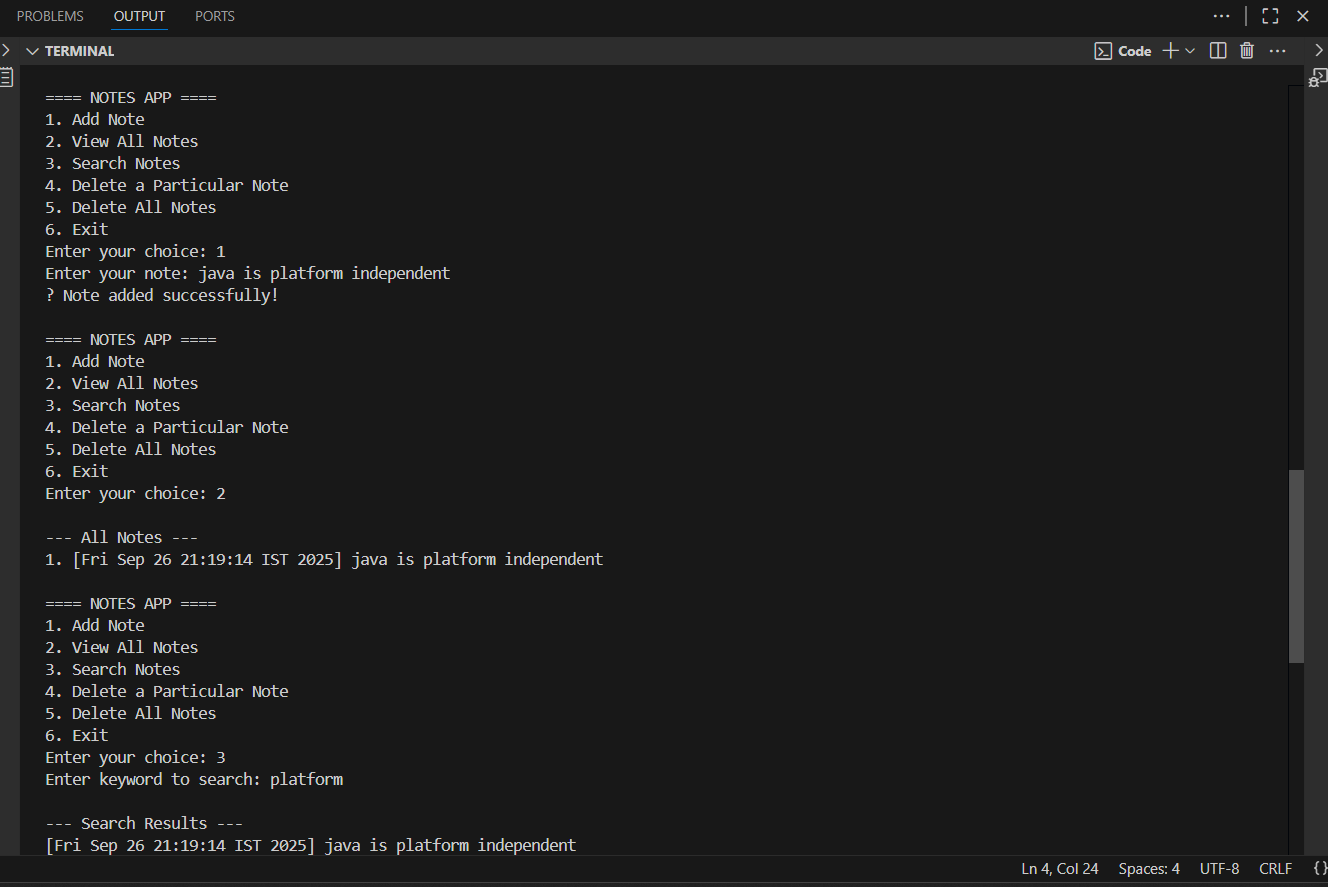 PROBLEMS OUTPUT PORTS
TERMINAL Code
==== NOTES APP ====
1. Add Note
2. View All Notes
3. Search Notes
4. Delete a Particular Note
5. Delete All Notes
6. Exit
Enter your choice: 1
Enter your note: java is platform independent
? Note added successfully!
==== NOTES APP ====
1. Add Note
2. View All Notes
3. Search Notes
4. Delete a Particular Note
5. Delete All Notes
6. Exit
Enter your choice: 2
--- All Notes ---
1. [Fri Sep 26 21:19:14 IST 2025] java is platform independent
==== NOTES APP ====
1. Add Note
2. View All Notes
3. Search Notes
4. Delete a Particular Note
5. Delete All Notes
6. Exit
Enter your choice: 3
Enter keyword to search: platform
--- Search Results ---
[Fri Sep 26 21:19:14 IST 2025] java is platform independent
Ln 4, Col 24 Spaces: 4 UTF-8 CRLF {}